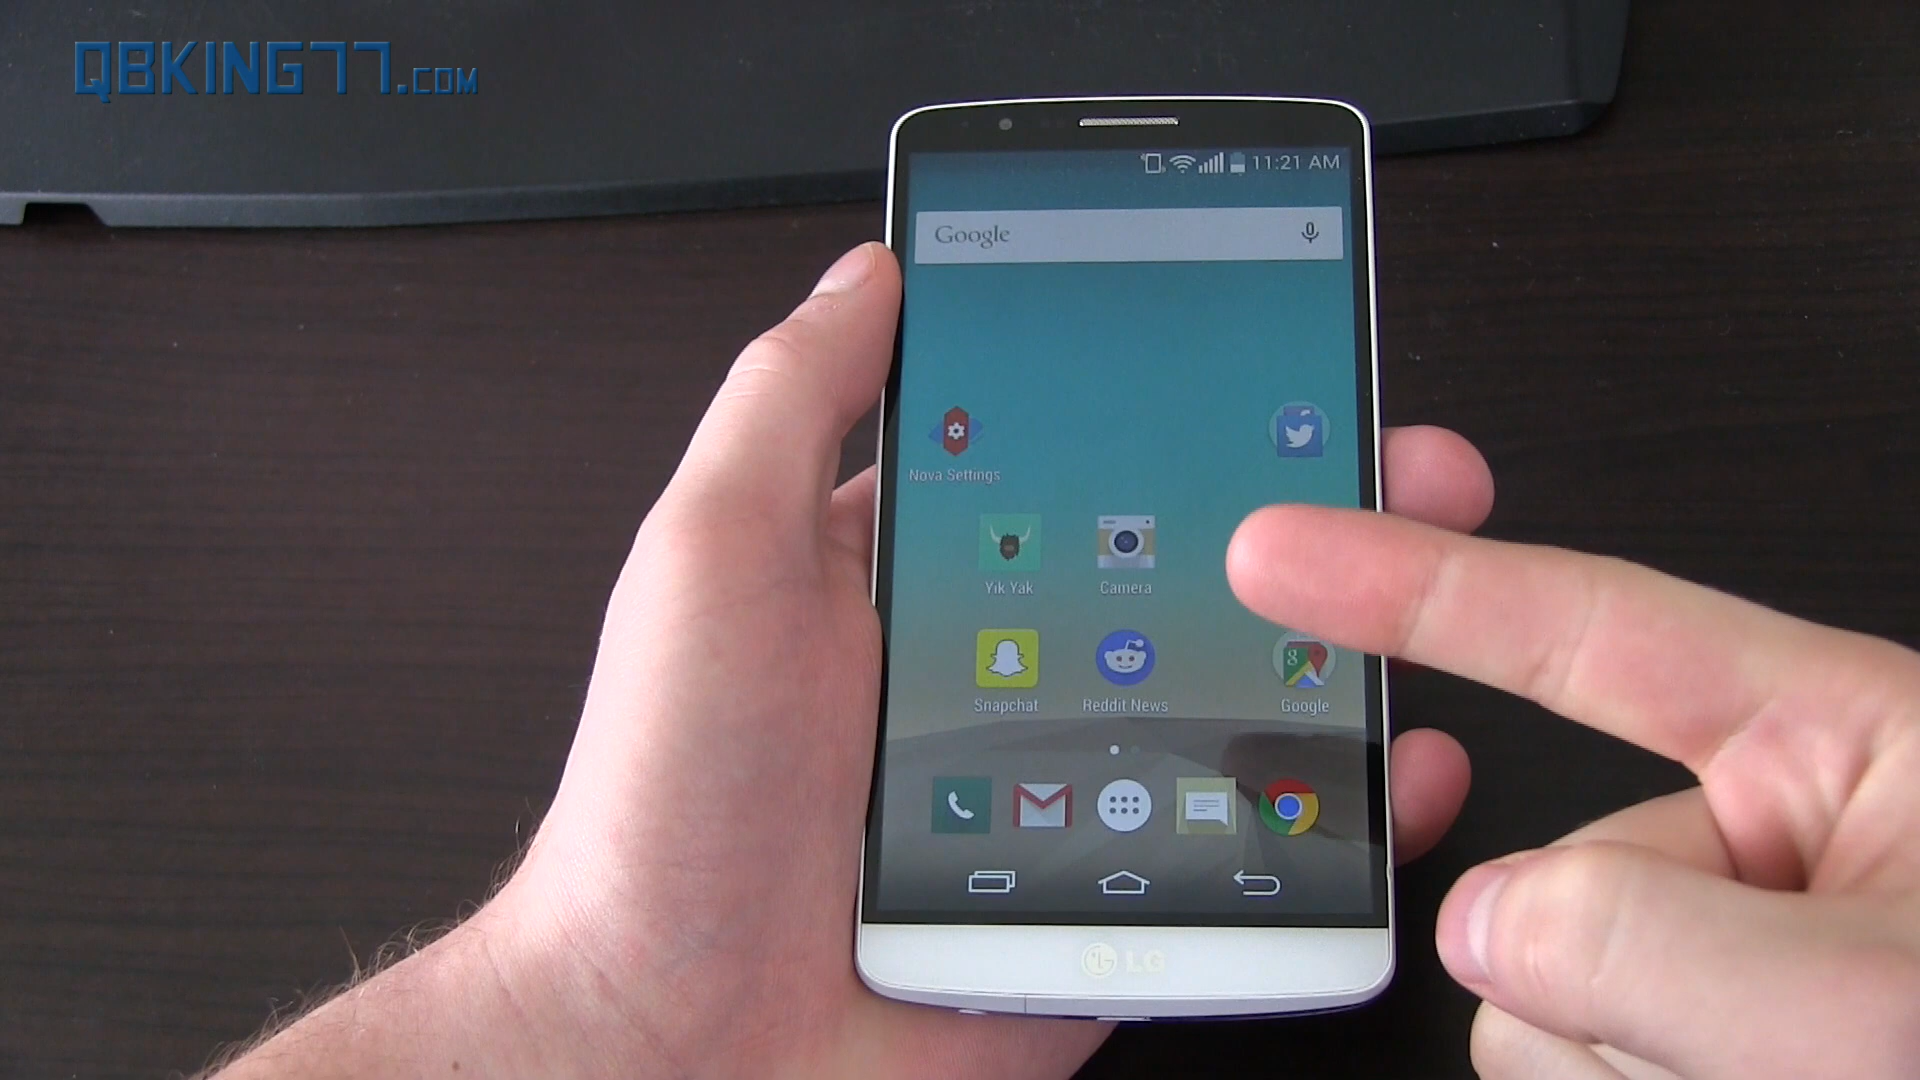 QBKING77.COM
11:21 AM
Google
Nova Settings
Yik Yak
Camera
Snapchat
Reddit News
Google
LG